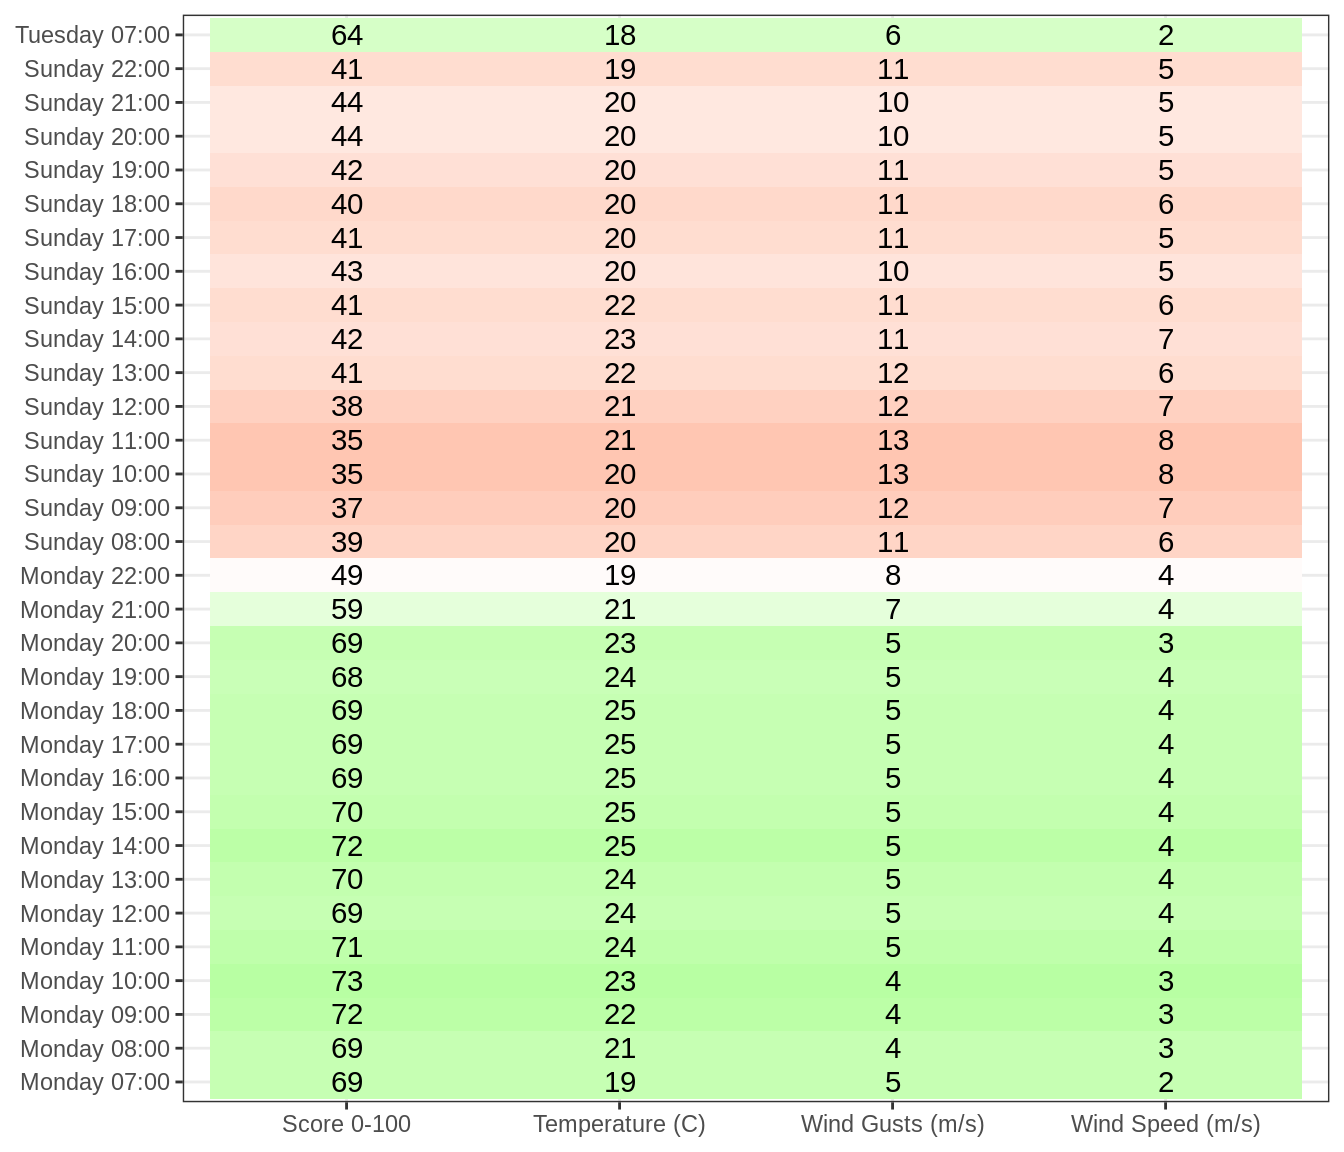 Tuesday 07:00 64 18 6 2
Sunday 22:00 41 19 11 5
Sunday 21:00 44 20 10 5
Sunday 20:00 44 20 10 5
Sunday 19:00 42 20 11 5
Sunday 18:00 40 20 11 6
Sunday 17:00 41 20 11 5
Sunday 16:00 43 20 10 5
Sunday 15:00 41 22 11 6
Sunday 14:00 42 23 11 7
Sunday 13:00 41 22 12 6
Sunday 12:00 38 21 12 7
Sunday 11:00 35 21 13 8
Sunday 10:00 35 20 13 8
Sunday 09:00 37 20 12 7
Sunday 08:00 39 20 11 6
Monday 22:00 49 19 8 4
Monday 21:00 59 21 7 4
Monday 20:00 69 23 5 3
Monday 19:00 68 24 5 4
Monday 18:00 69 25 5 4
Monday 17:00 69 25 5 4
Monday 16:00 69 25 5 4
Monday 15:00 70 25 5 4
Monday 14:00 72 25 5 4
Monday 13:00 70 24 5 4
Monday 12:00 69 24 5 4
Monday 11:00 71 24 5 4
Monday 10:00 73 23 4 3
Monday 09:00 72 22 4 3
Monday 08:00 69 21 4 3
Monday 07:00 69 19 5 2
Score 0-100 Temperature (C) Wind Gusts (m/s) Wind Speed (m/s)